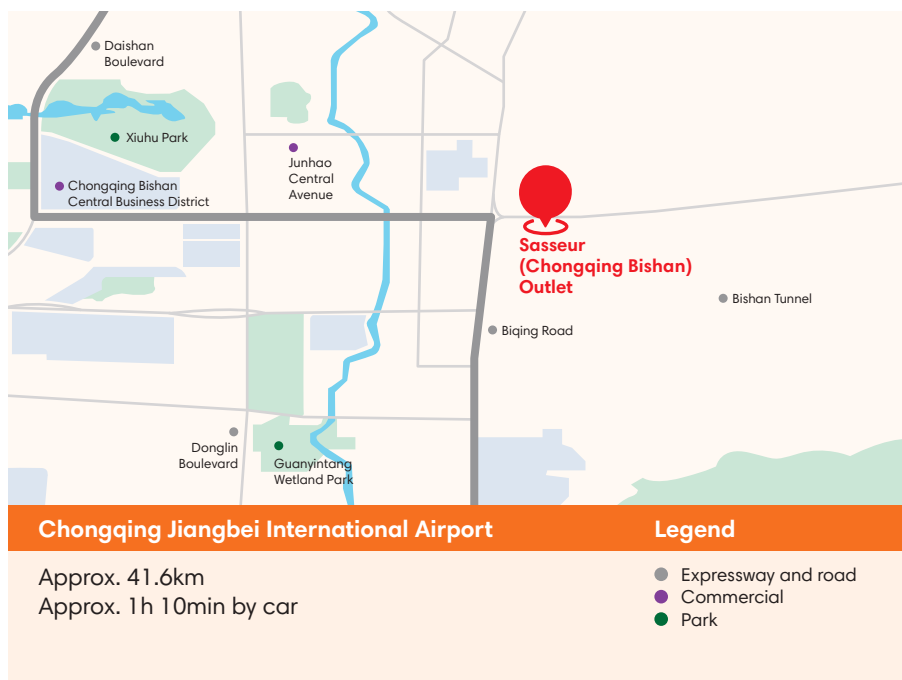 Daishan
Boulevard
Xiuhu Park
Junhao
Central
Avenue
Chongqing Bishan
Central Business District
Sasseur
(Chongqing Bishan)
Outlet
Bishan Tunnel
Biqing Road
Donglin
Boulevard
Guanyintang
Wetland Park
Chongqing Jiangbei International Airport
Approx. 41.6km
Approx. 1h 10min by car
Legend
Expressway and road
Commercial
Park